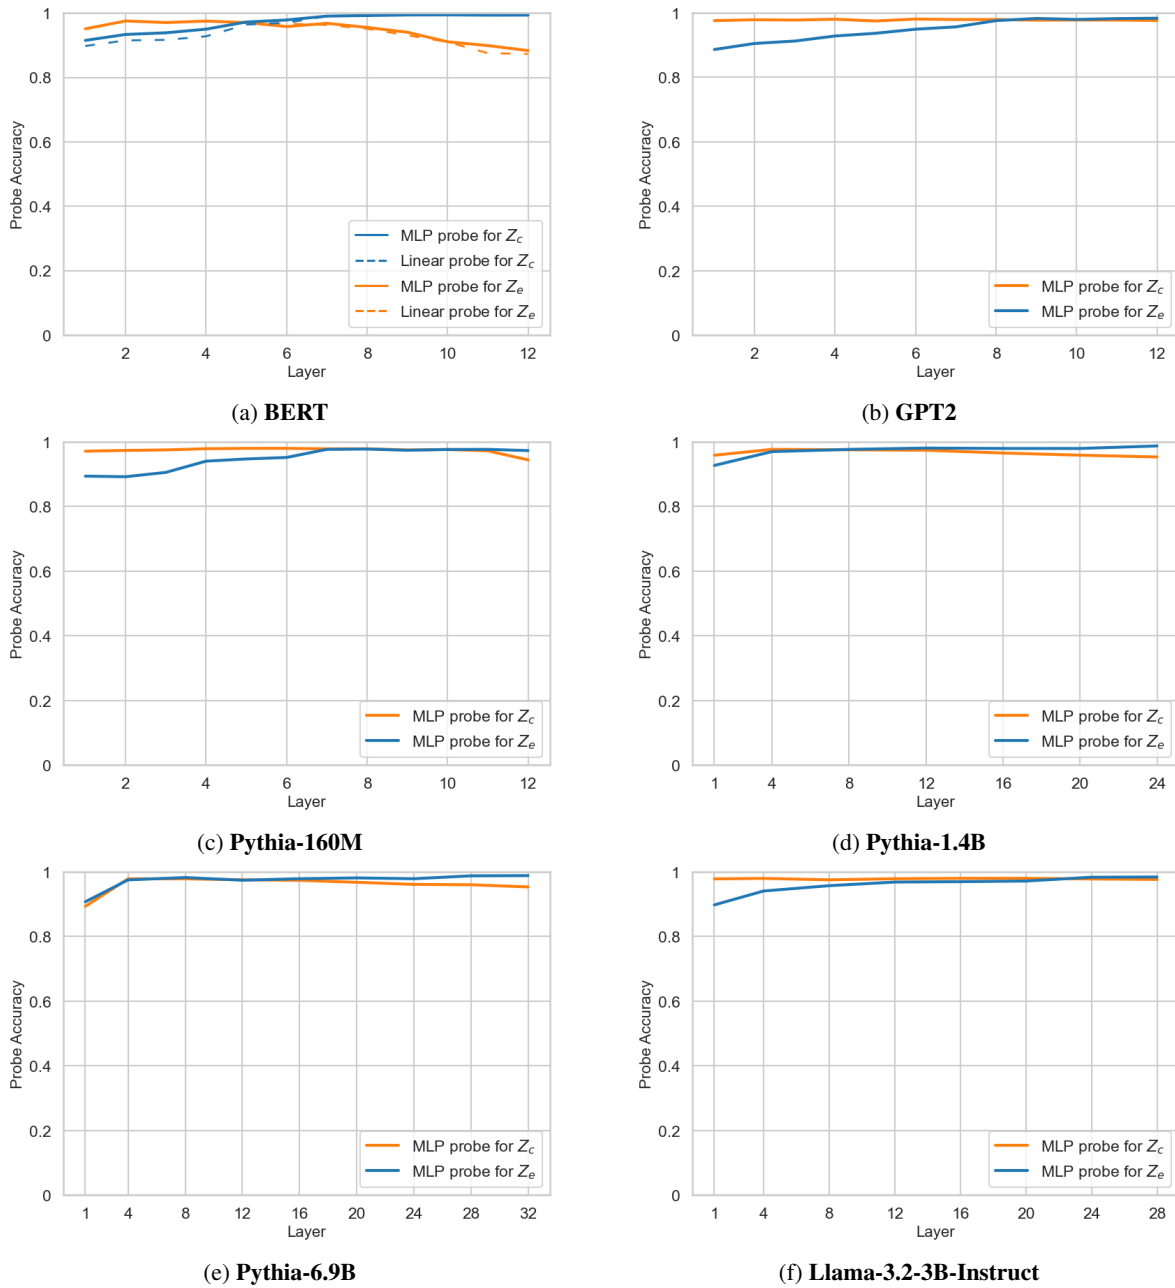 1
0.8
0.6
0.4
0.2
0
Probe Accuracy
MLP probe for Z_c
Linear probe for Z_c
MLP probe for Z_e
Linear probe for Z_e
2 4 6 8 10 12
Layer
(a) BERT
1
0.8
0.6
0.4
0.2
0
Probe Accuracy
MLP probe for Z_c
MLP probe for Z_e
2 4 6 8 10 12
Layer
(b) GPT2
1
0.8
0.6
0.4
0.2
0
Probe Accuracy
MLP probe for Z_c
MLP probe for Z_e
2 4 6 8 10 12
Layer
(c) Pythia-160M
1
0.8
0.6
0.4
0.2
0
Probe Accuracy
MLP probe for Z_c
MLP probe for Z_e
1 4 8 12 16 20 24
Layer
(d) Pythia-1.4B
1
0.8
0.6
0.4
0.2
0
Probe Accuracy
MLP probe for Z_c
MLP probe for Z_e
1 4 8 12 16 20 24 28 32
Layer
(e) Pythia-6.9B
1
0.8
0.6
0.4
0.2
0
Probe Accuracy
MLP probe for Z_c
MLP probe for Z_e
1 4 8 12 16 20 24 28
Layer
(f) Llama-3.2-3B-Instruct